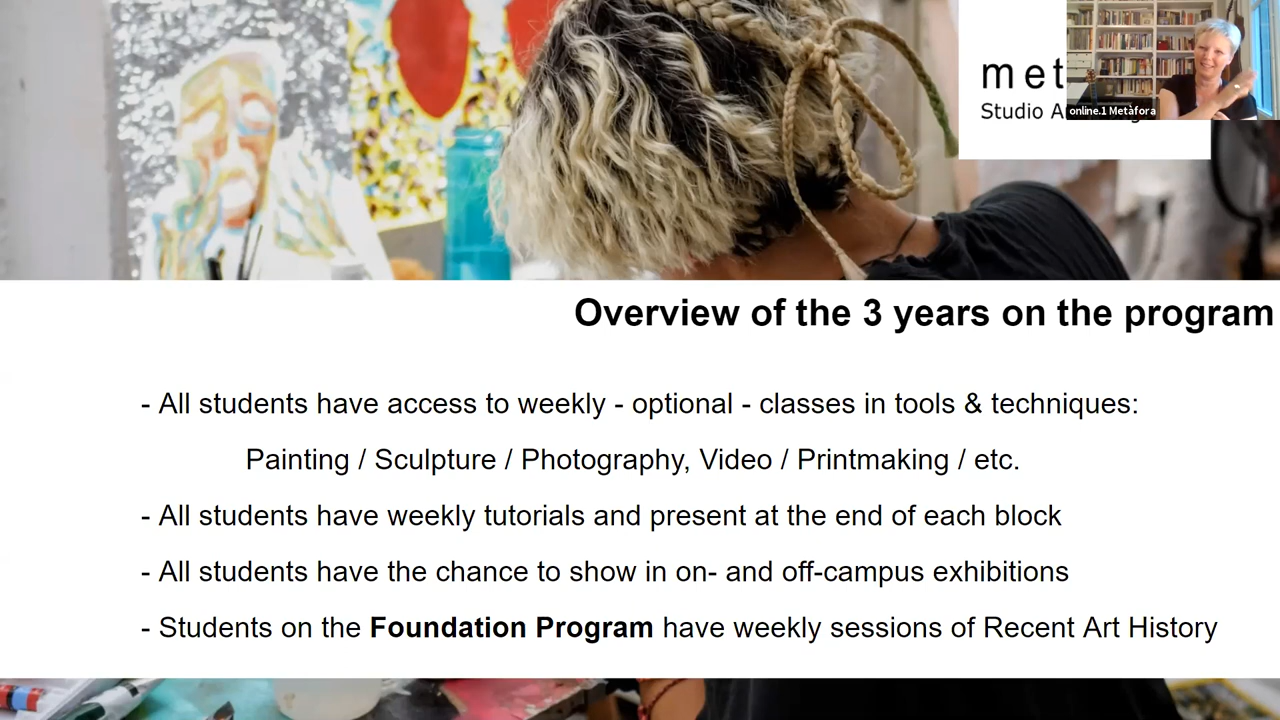 met
Studio A
online.1 Metàfora
Overview of the 3 years on the program
- All students have access to weekly - optional - classes in tools & techniques:
Painting / Sculpture / Photography, Video / Printmaking / etc.
- All students have weekly tutorials and present at the end of each block
- All students have the chance to show in on- and off-campus exhibitions
- Students on the Foundation Program have weekly sessions of Recent Art History